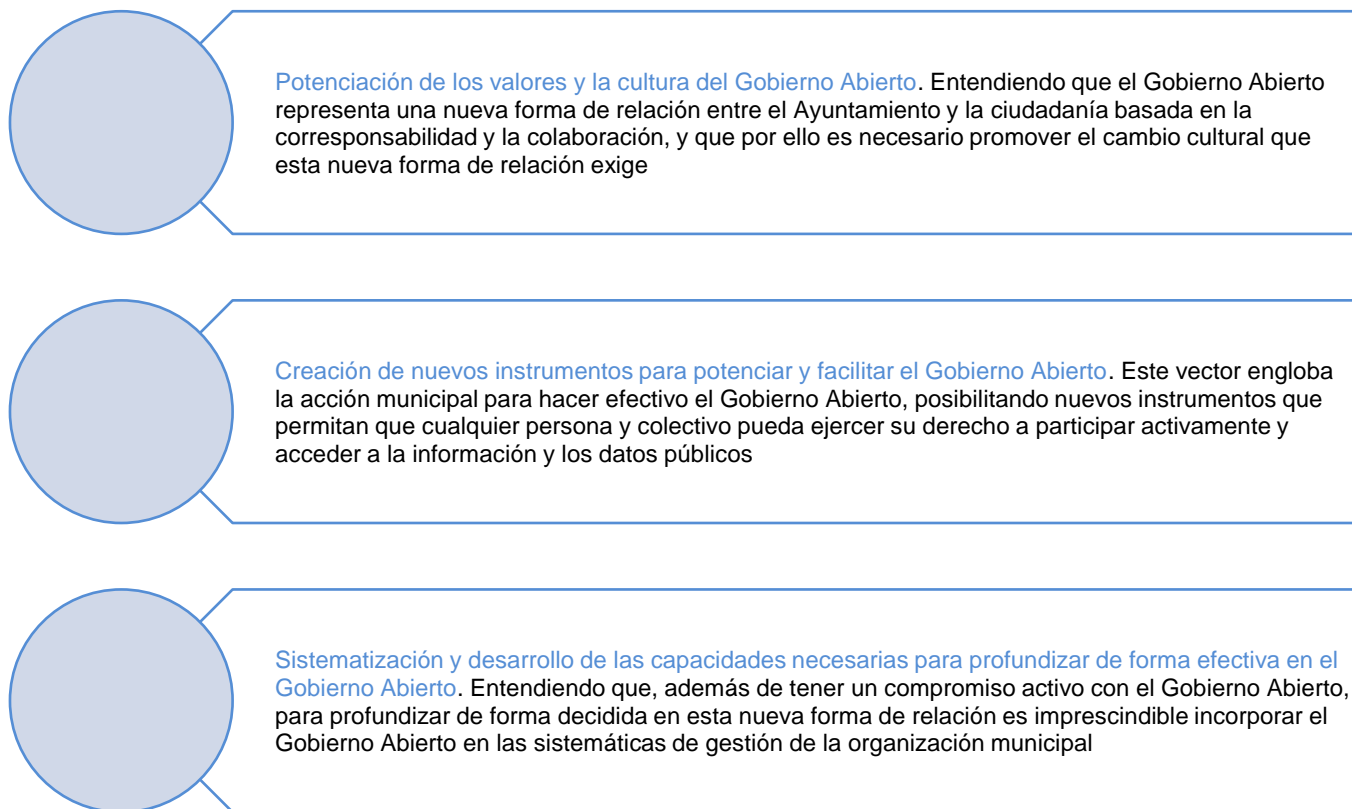 Potenciación de los valores y la cultura del Gobierno Abierto. Entendiendo que el Gobierno Abierto
representa una nueva forma de relación entre el Ayuntamiento y la ciudadanía basada en la
corresponsabilidad y la colaboración, y que por ello es necesario promover el cambio cultural que
esta nueva forma de relación exige
Creación de nuevos instrumentos para potenciar y facilitar el Gobierno Abierto. Este vector engloba
la acción municipal para hacer efectivo el Gobierno Abierto, posibilitando nuevos instrumentos que
permitan que cualquier persona y colectivo pueda ejercer su derecho a participar activamente y
acceder a la información y los datos públicos
Sistematización y desarrollo de las capacidades necesarias para profundizar de forma efectiva en el
Gobierno Abierto. Entendiendo que, además de tener un compromiso activo con el Gobierno Abierto,
para profundizar de forma decidida en esta nueva forma de relación es imprescindible incorporar el
Gobierno Abierto en las sistemáticas de gestión de la organización municipal